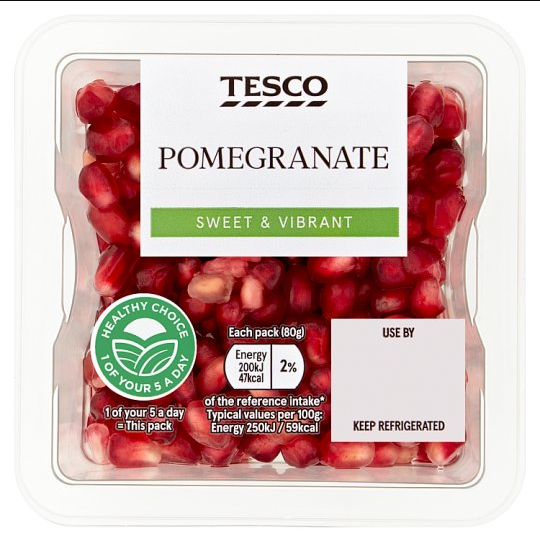 TESCO
POMEGRANATE
SWEET & VIBRANT
HEALTHY CHOICE
1 OF YOUR 5 A DAY
1 of your 5 a day
= This pack
Each pack (80g)
Energy
200kJ
47kcal
2%
of the reference intake*
Typical values per 100g:
Energy 250kJ / 59kcal
USE BY
KEEP REFRIGERATED